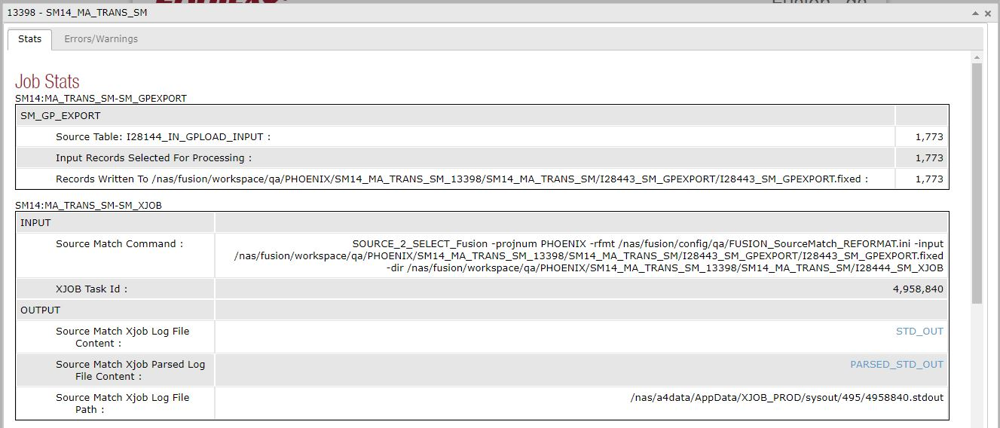 13398 - SM14_MA_TRANS_SM
Stats
Errors/Warnings
Job Stats
SM14:MA_TRANS_SM-SM_GPEXPORT
SM_GP_EXPORT
Source Table: I28144_IN_GPLOAD_INPUT : 1,773
Input Records Selected For Processing : 1,773
Records Written To /nas/fusion/workspace/qa/PHOENIX/SM14_MA_TRANS_SM_13398/SM14_MA_TRANS_SM/I28443_SM_GPEXPORT/I28443_SM_GPEXPORT.fixed : 1,773
SM14:MA_TRANS_SM-SM_XJOB
INPUT
Source Match Command : SOURCE_2_SELECT_Fusion -projnum PHOENIX -rfmt /nas/fusion/config/qa/FUSION_SourceMatch_REFORMAT.ini -input
/nas/fusion/workspace/qa/PHOENIX/SM14_MA_TRANS_SM_13398/SM14_MA_TRANS_SM/I28443_SM_GPEXPORT/I28443_SM_GPEXPORT.fixed
-dir /nas/fusion/workspace/qa/PHOENIX/SM14_MA_TRANS_SM_13398/SM14_MA_TRANS_SM/I28444_SM_XJOB
XJOB Task Id : 4,958,840
OUTPUT
Source Match Xjob Log File
Content : STD_OUT
Source Match Xjob Parsed Log
File Content : PARSED_STD_OUT
Source Match Xjob Log File
Path : /nas/a4data/AppData/XJOB_PROD/sysout/495/4958840.stdout